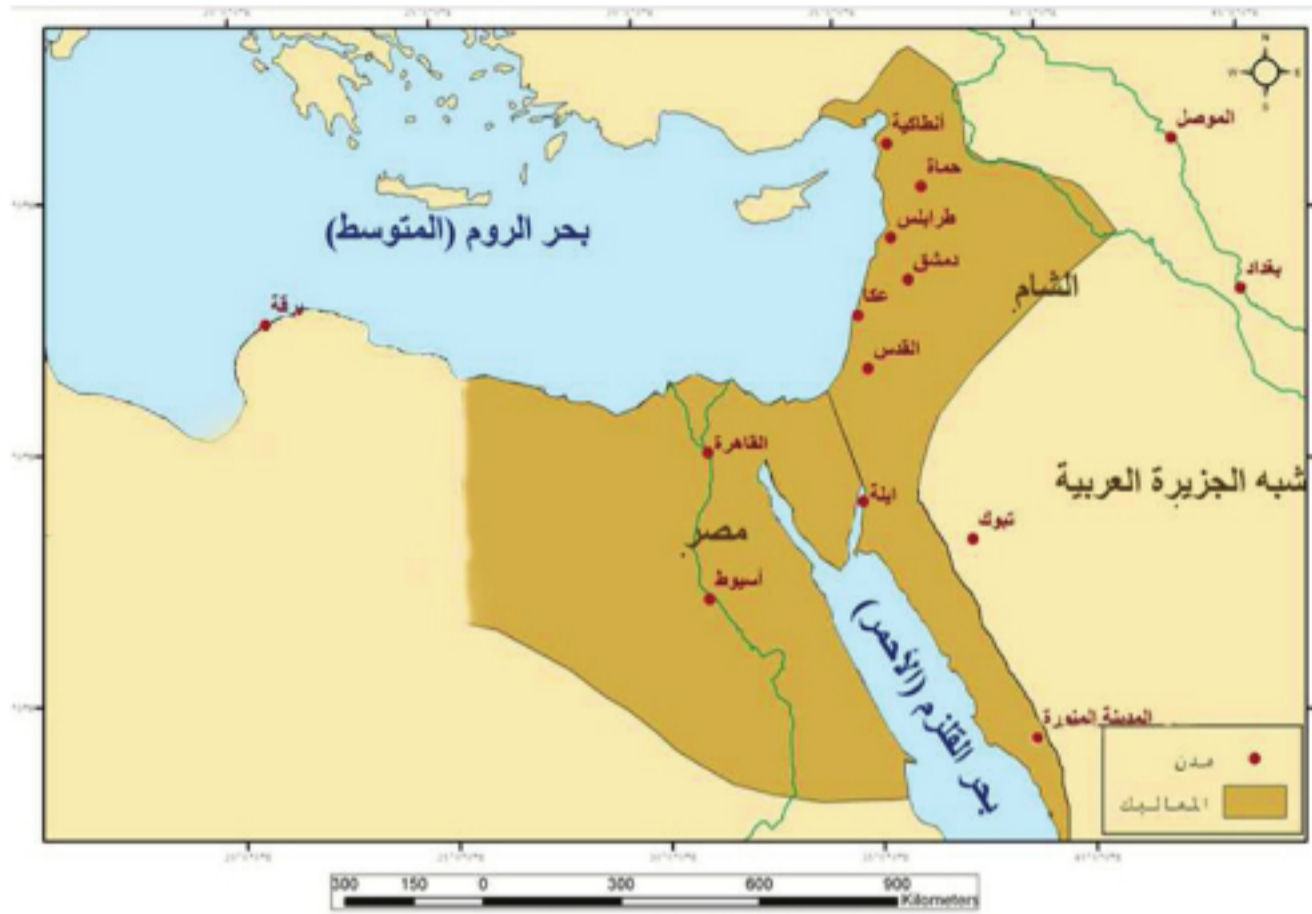 N
W E
S
أنطاكية
الموصل
حماة
بحر الروم (المتوسط)
طرابلس
دمشق
الشام
بغداد
عكا
برقة
القدس
القاهرة
شبه الجزيرة العربية
ايلة
تبوك
مصر
أسيوط
بحر القلزم (الأحمر)
المدينة المنورة
مدن
المماليك
300 150 0 300 600 900
Kilometers